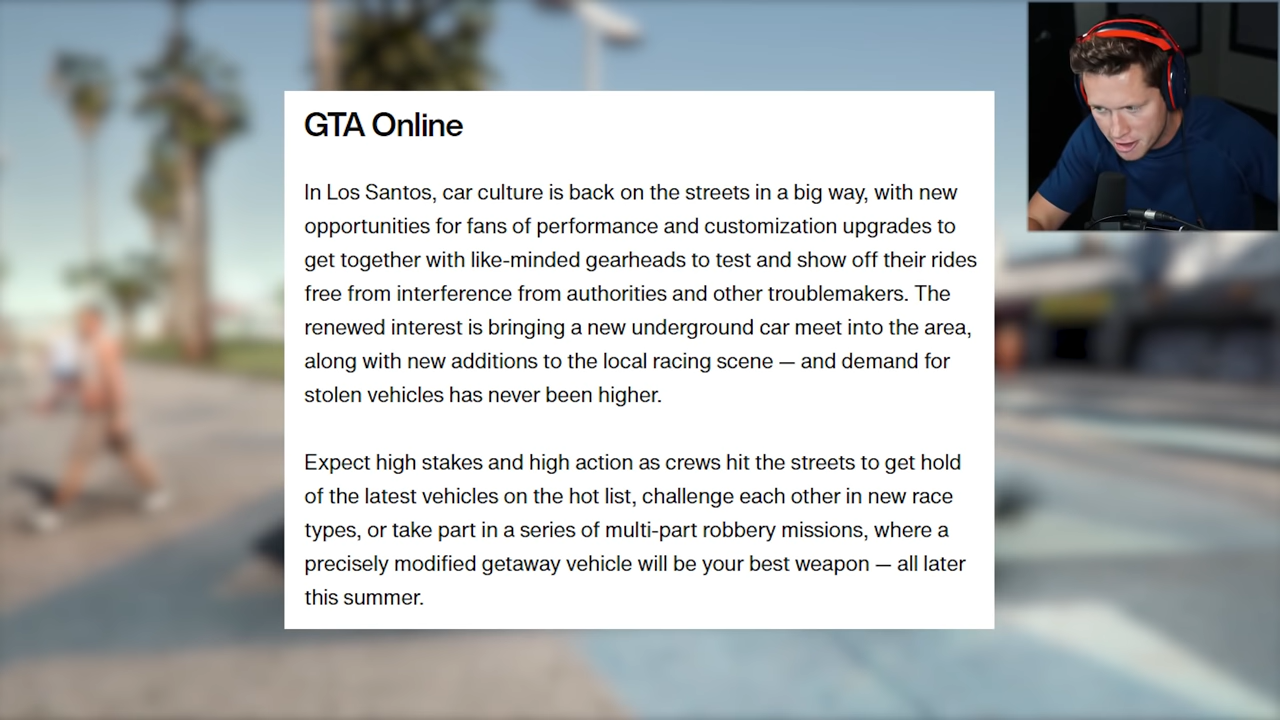 GTA Online
In Los Santos, car culture is back on the streets in a big way, with new
opportunities for fans of performance and customization upgrades to
get together with like-minded gearheads to test and show off their rides
free from interference from authorities and other troublemakers. The
renewed interest is bringing a new underground car meet into the area,
along with new additions to the local racing scene — and demand for
stolen vehicles has never been higher.
Expect high stakes and high action as crews hit the streets to get hold
of the latest vehicles on the hot list, challenge each other in new race
types, or take part in a series of multi-part robbery missions, where a
precisely modified getaway vehicle will be your best weapon — all later
this summer.